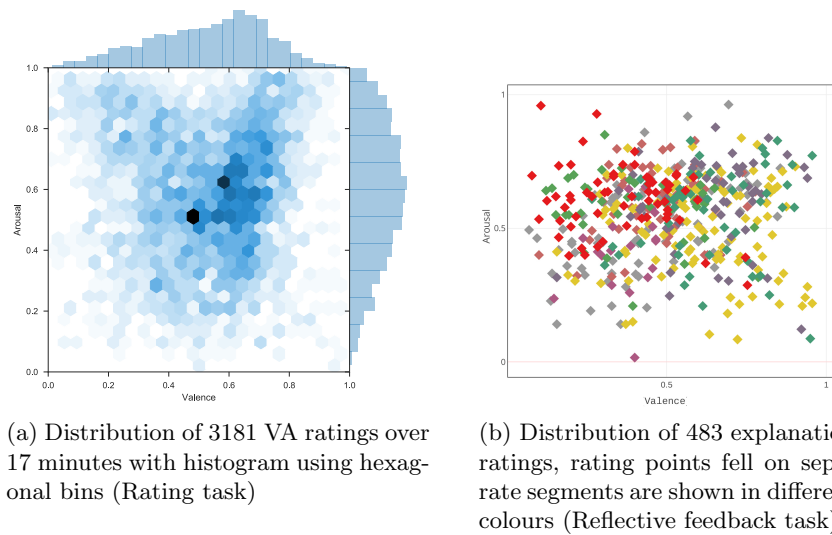 1.0
0.8
0.6
0.4
0.2
0.0
Arousal
0.0 0.2 0.4 0.6 0.8 1.0
Valence
(a) Distribution of 3181 VA ratings over
17 minutes with histogram using hexag-
onal bins (Rating task)
1
0.5
0
Arousal
0.5 1
Valence
(b) Distribution of 483 explanatio
ratings, rating points fell on sep
rate segments are shown in differe
colours (Reflective feedback task)